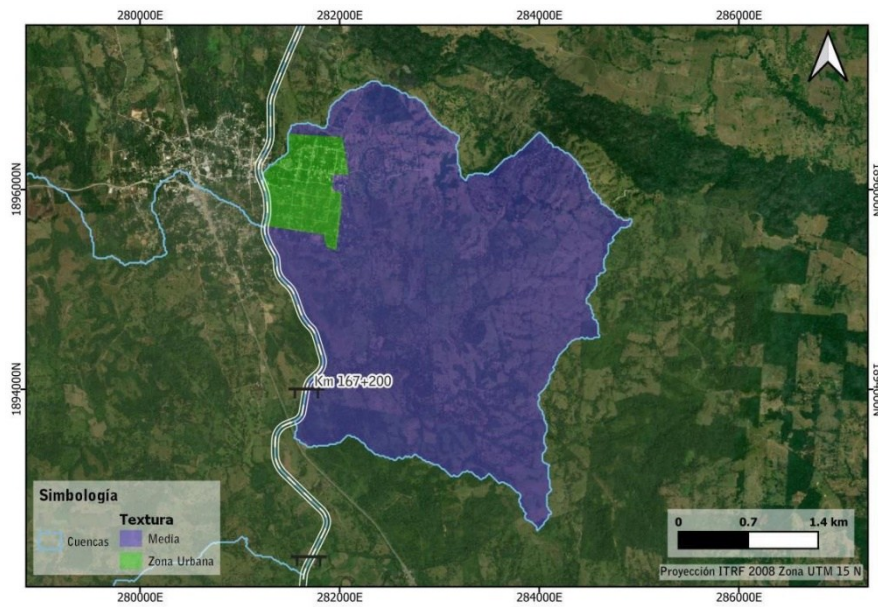 280000E 282000E 284000E 286000E
1896000N 1896000N
1894000N 1894000N
Km 167+200
Simbología
Textura
Cuencas
Media
Zona Urbana
0 0.7 1.4 km
Proyección ITRF 2008 Zona UTM 15 N
280000E 282000E 284000E 286000E